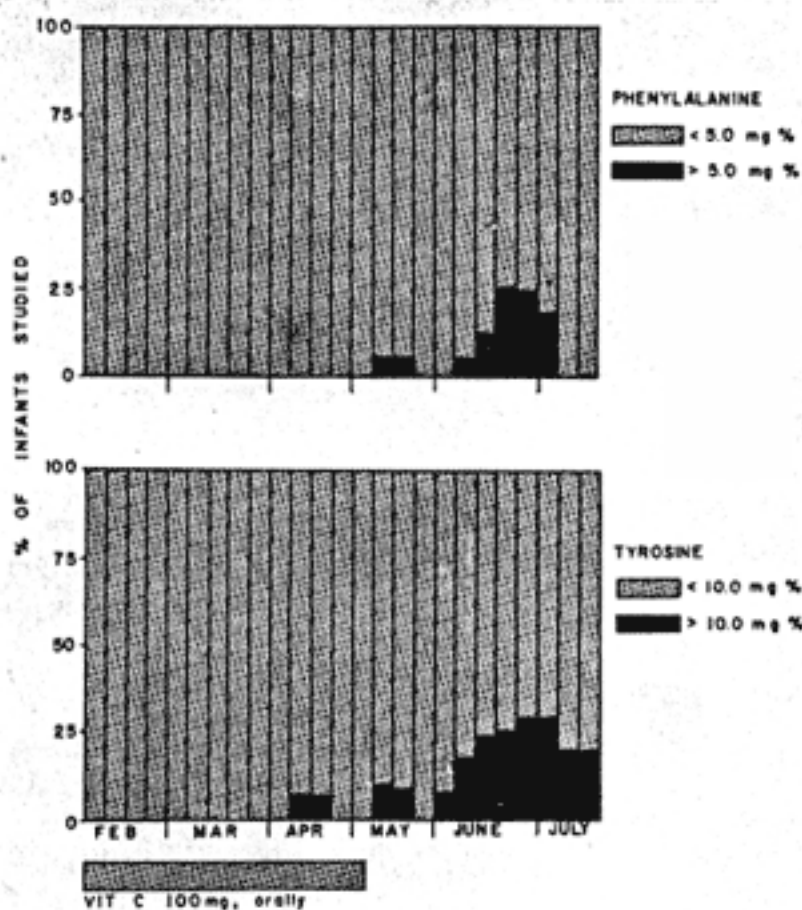 100
75
50
25
0
PHENYLALANINE
< 5.0 mg %
> 5.0 mg %
% OF INFANTS STUDIED
100
75
50
25
0
TYROSINE
< 10.0 mg %
> 10.0 mg %
FEB MAR APR MAY JUNE JULY
VIT C 100mg, orally